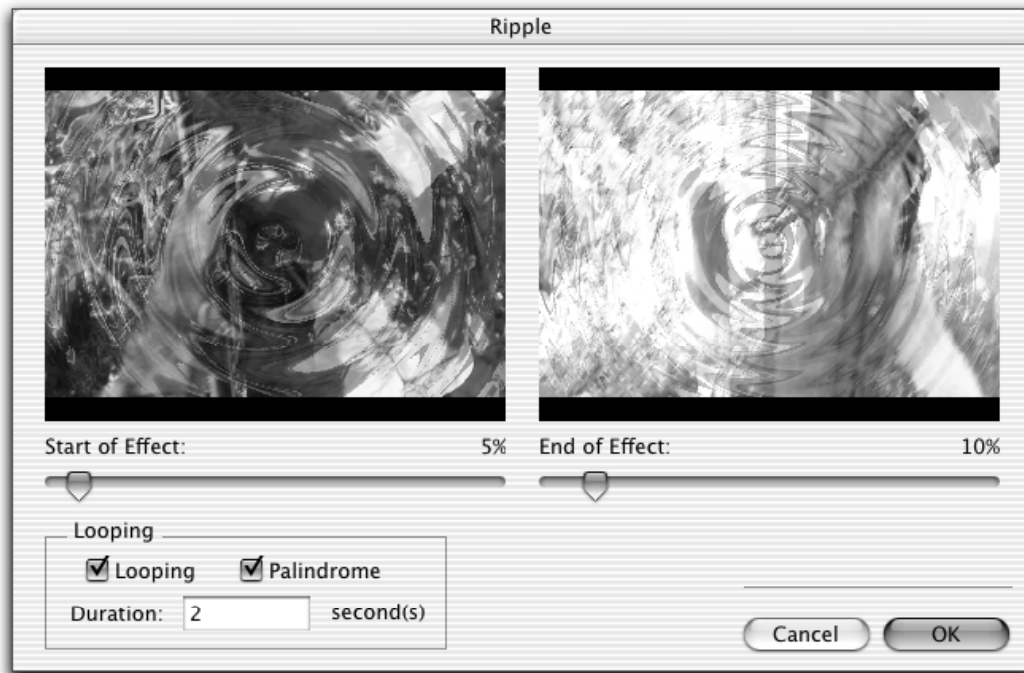 Ripple
Start of Effect: 5%
End of Effect: 10%
Looping
Looping Palindrome
Duration: 2 second(s)
Cancel OK